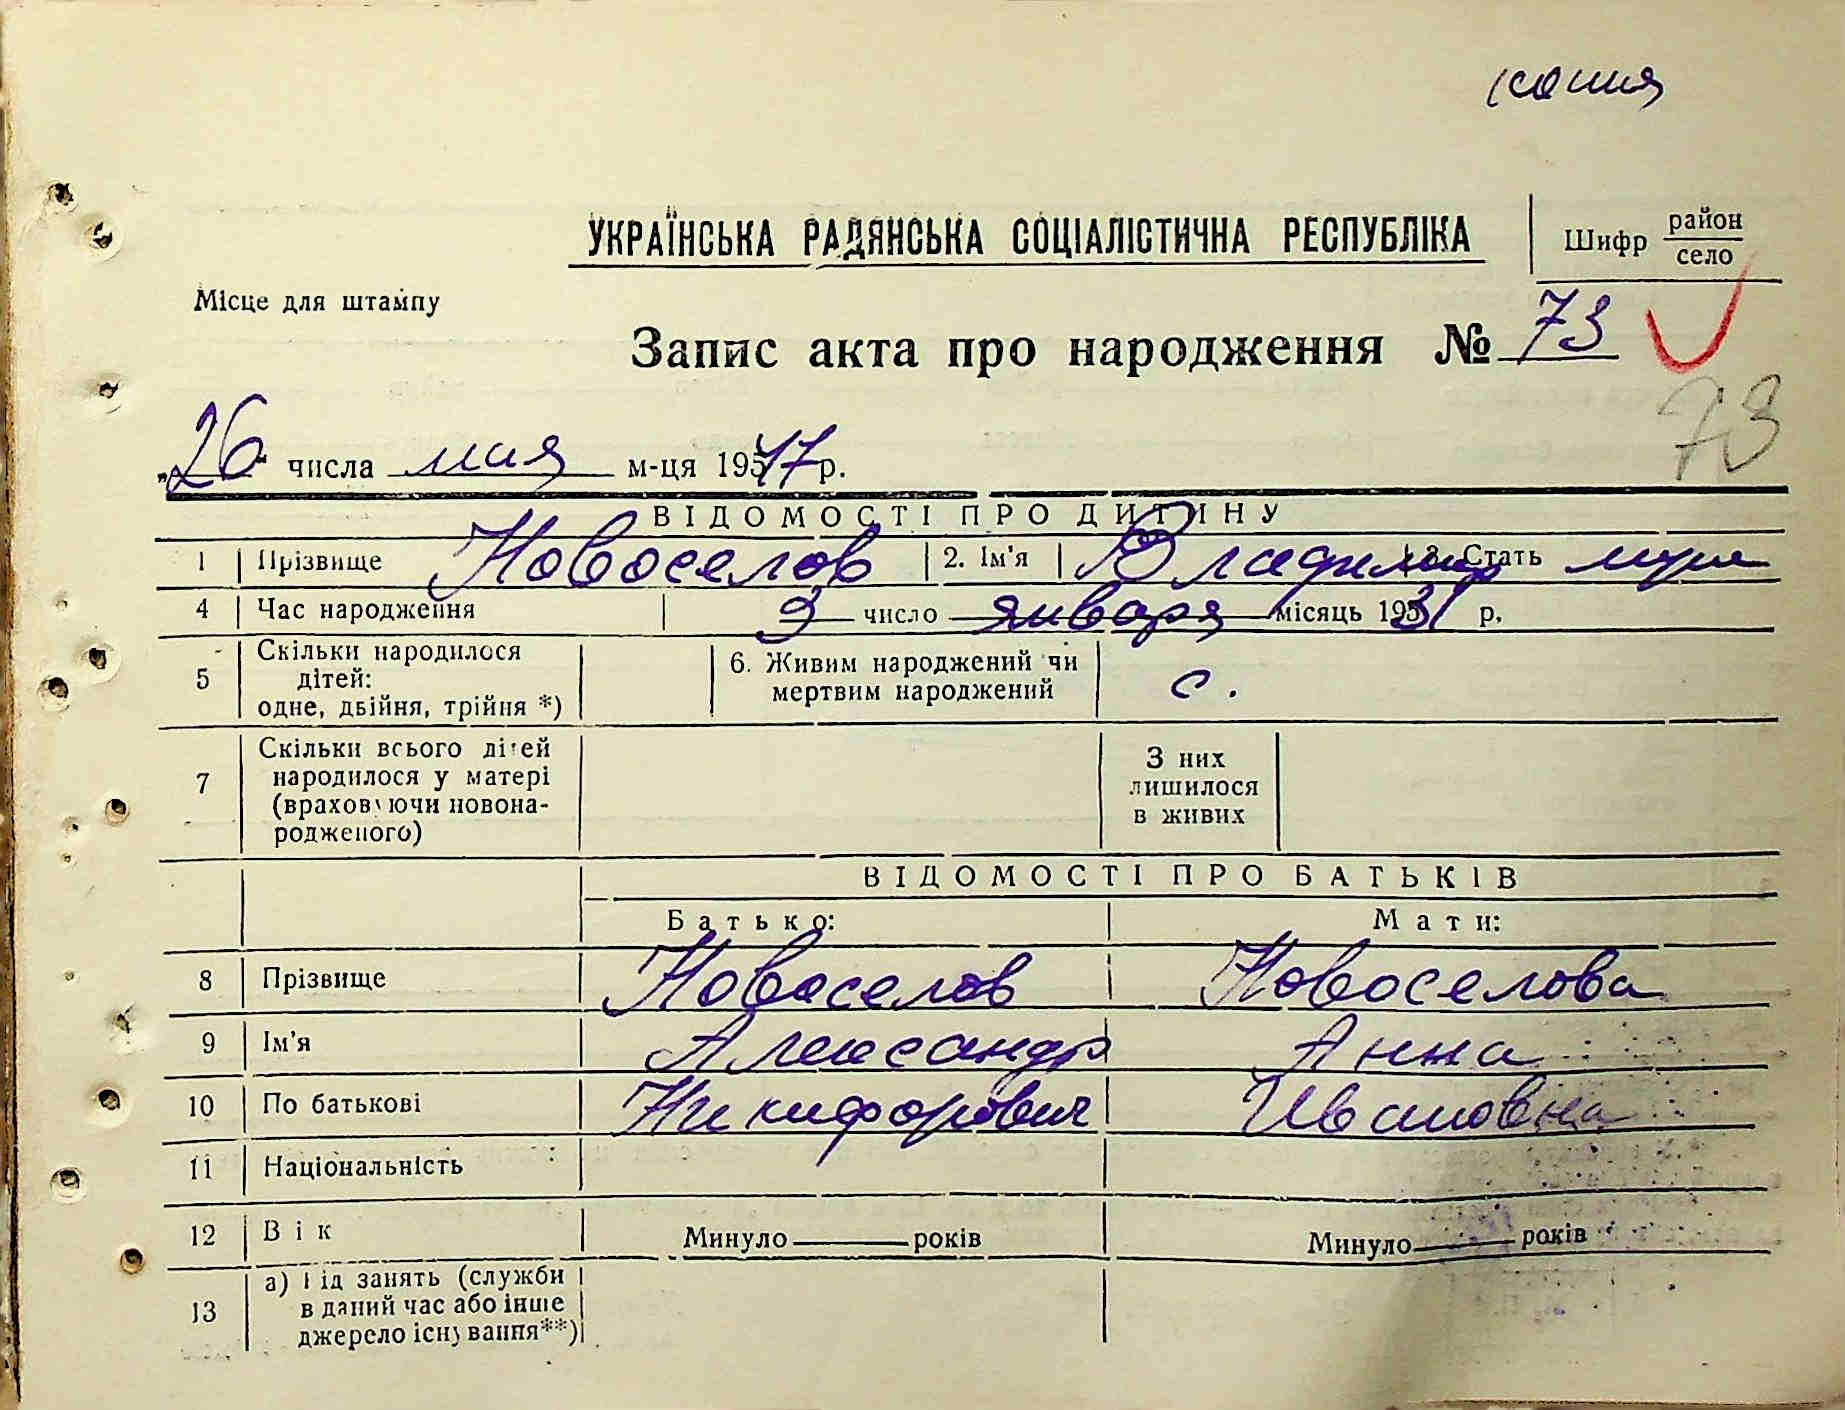 копия
УКРАЇНСЬКА РАДЯНСЬКА СОЦІАЛІСТИЧНА РЕСПУБЛІКА
Шифр район
село
Місце для штампу
Запис акта про народження № 73
73
„26“ числа мая м-ця 1947 р.
ВІДОМОСТІ ПРО ДИТИНУ
1 Прізвище Новоселов 2. Ім'я Владимир 3. Стать муж
4 Час народження 9 число января місяць 1931 р.
5 Скільки народилося дітей: одне, двійня, трійня *) 6. Живим народжений чи мертвим народжений с.
7 Скільки всього дітей народилося у матері (враховуючи новонародженого) З них лишилося в живих
ВІДОМОСТІ ПРО БАТЬКІВ
Батько: Мати:
8 Прізвище Новоселов Новоселова
9 Ім'я Александр Анна
10 По батькові Никифорович Ивановна
11 Національність
12 Вік Минуло років Минуло років
13 а) Рід занять (служби в даний час або інше джерело існування**)